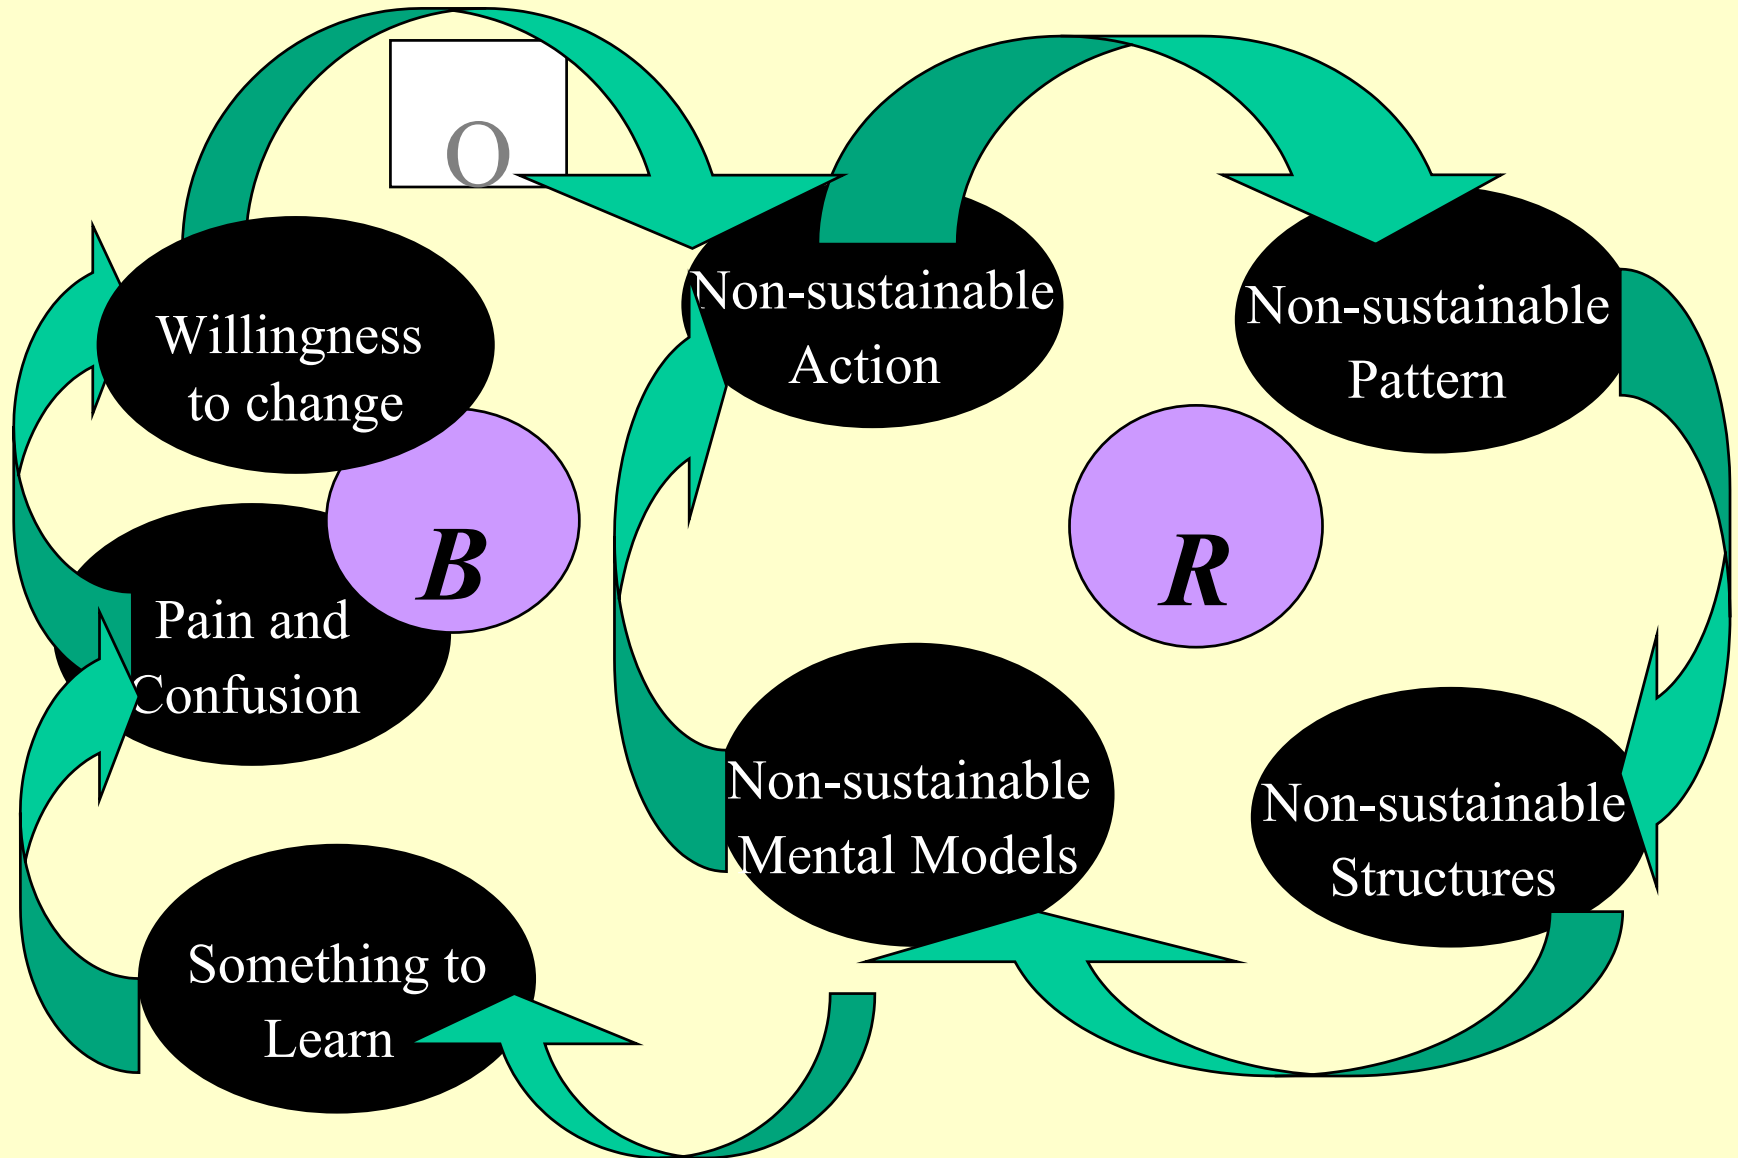 O
Willingness
to change
Non-sustainable
Action
Non-sustainable
Pattern
B
R
Pain and
Confusion
Non-sustainable
Mental Models
Non-sustainable
Structures
Something to
Learn